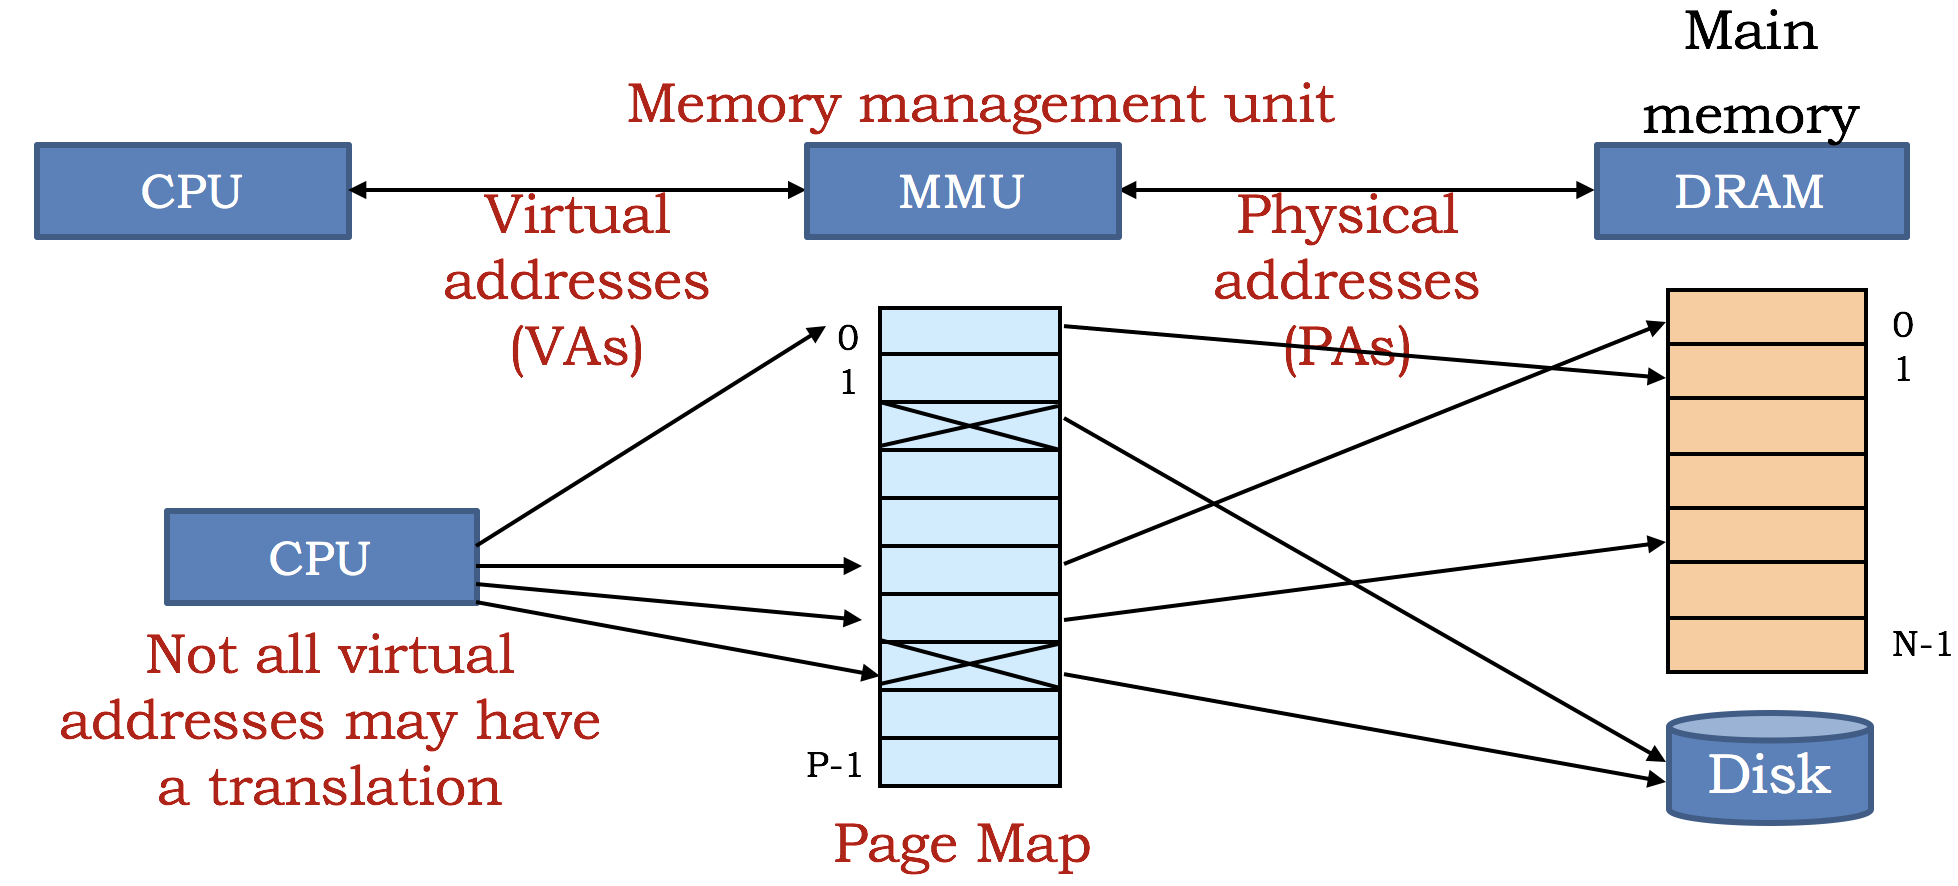 Main
memory
Memory management unit
CPU
MMU
DRAM
Virtual
addresses
(VAs)
Physical
addresses
(PAs)
0
1
0
1
CPU
Not all virtual
addresses may have
a translation
P-1
N-1
Disk
Page Map